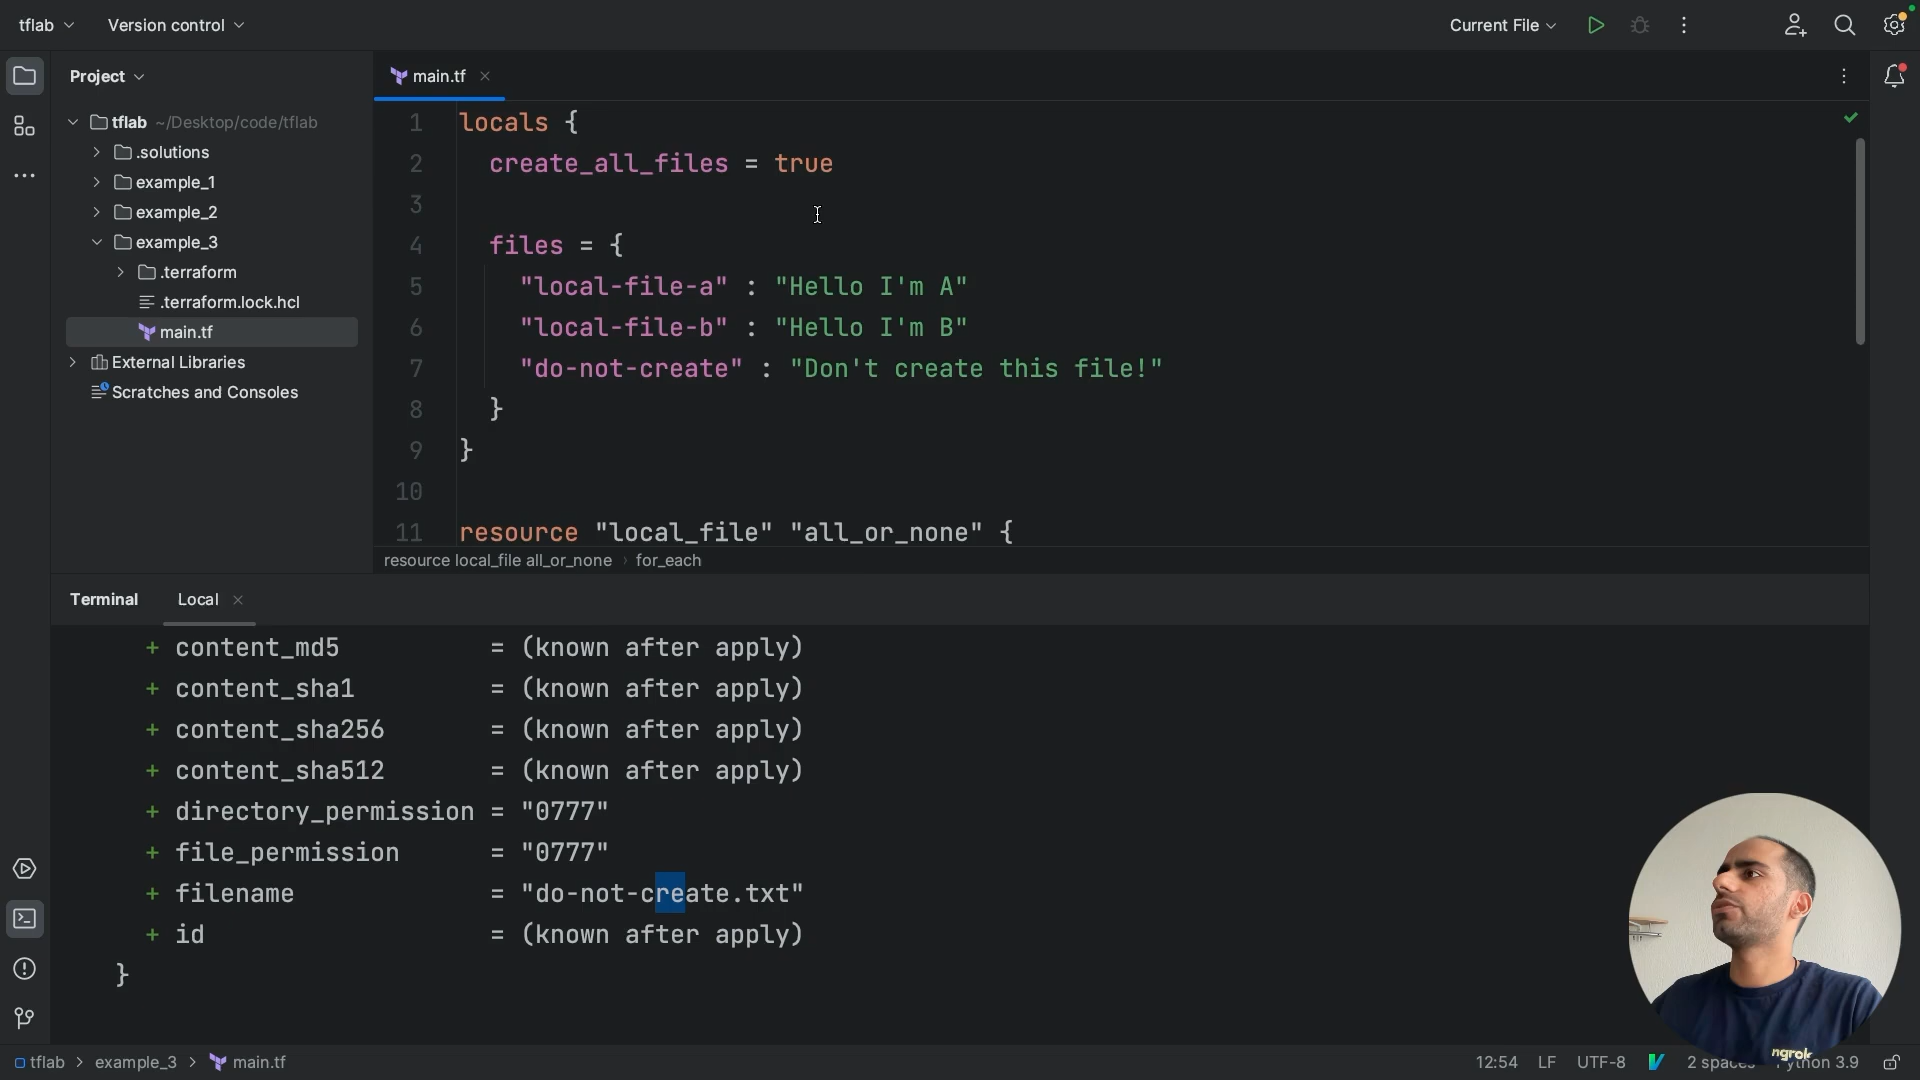 tflab
Version control
Current File
Project
main.tf
tflab ~/Desktop/code/tflab
.solutions
example_1
example_2
example_3
.terraform
.terraform.lock.hcl
main.tf
External Libraries
Scratches and Consoles
1 locals {
2 create_all_files = true
3
4 files = {
5 "local-file-a" : "Hello I'm A"
6 "local-file-b" : "Hello I'm B"
7 "do-not-create" : "Don't create this file!"
8 }
9 }
10
11 resource "local_file" "all_or_none" {
resource local_file all_or_none › for_each
Terminal Local
+ content_md5 = (known after apply)
+ content_sha1 = (known after apply)
+ content_sha256 = (known after apply)
+ content_sha512 = (known after apply)
+ directory_permission = "0777"
+ file_permission = "0777"
+ filename = "do-not-create.txt"
+ id = (known after apply)
}
ngrok
tflab > example_3 > main.tf
12:54 LF UTF-8 2 spaces Python 3.9